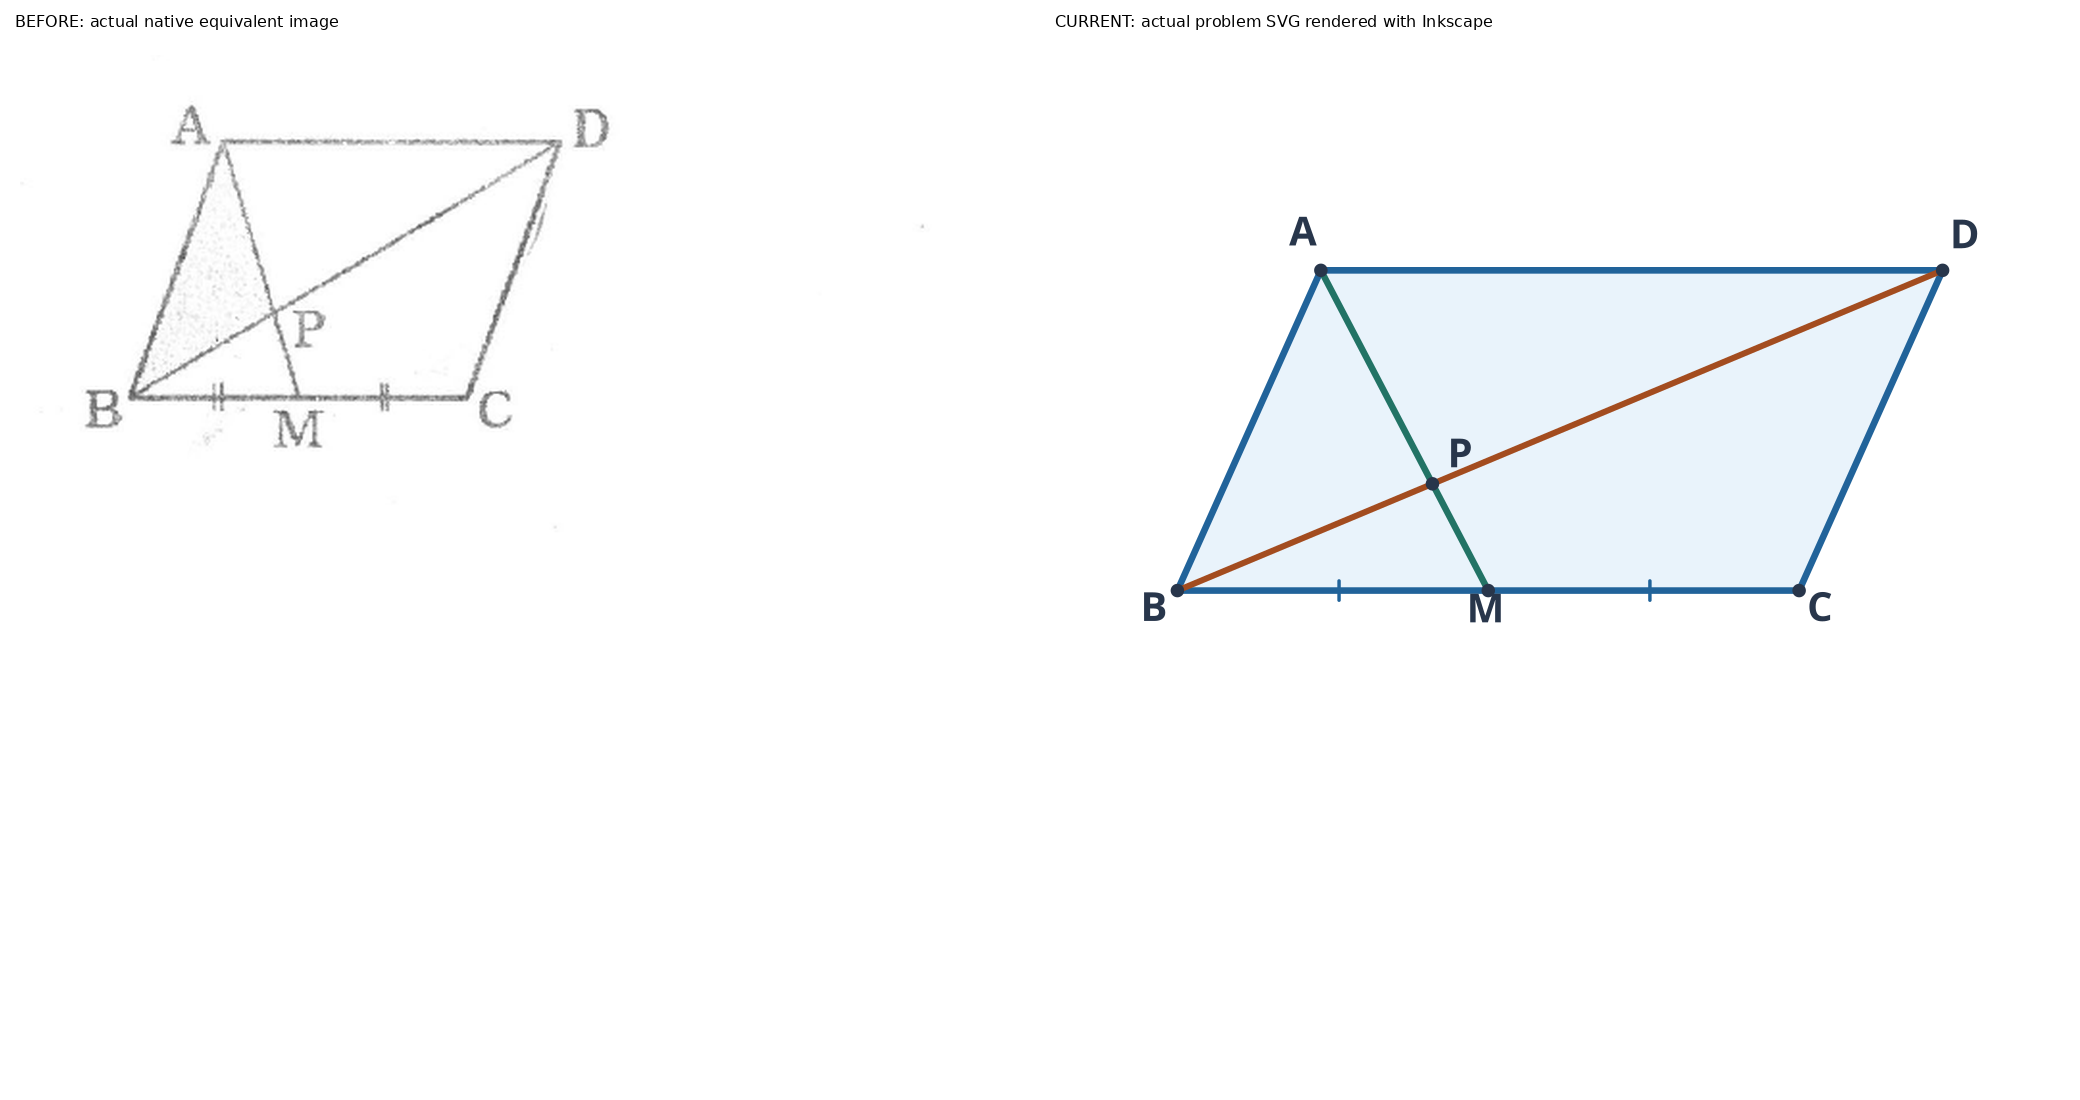 BEFORE: actual native equivalent image
A
D
P
B
M
C
CURRENT: actual problem SVG rendered with Inkscape
A
D
P
B
M
C